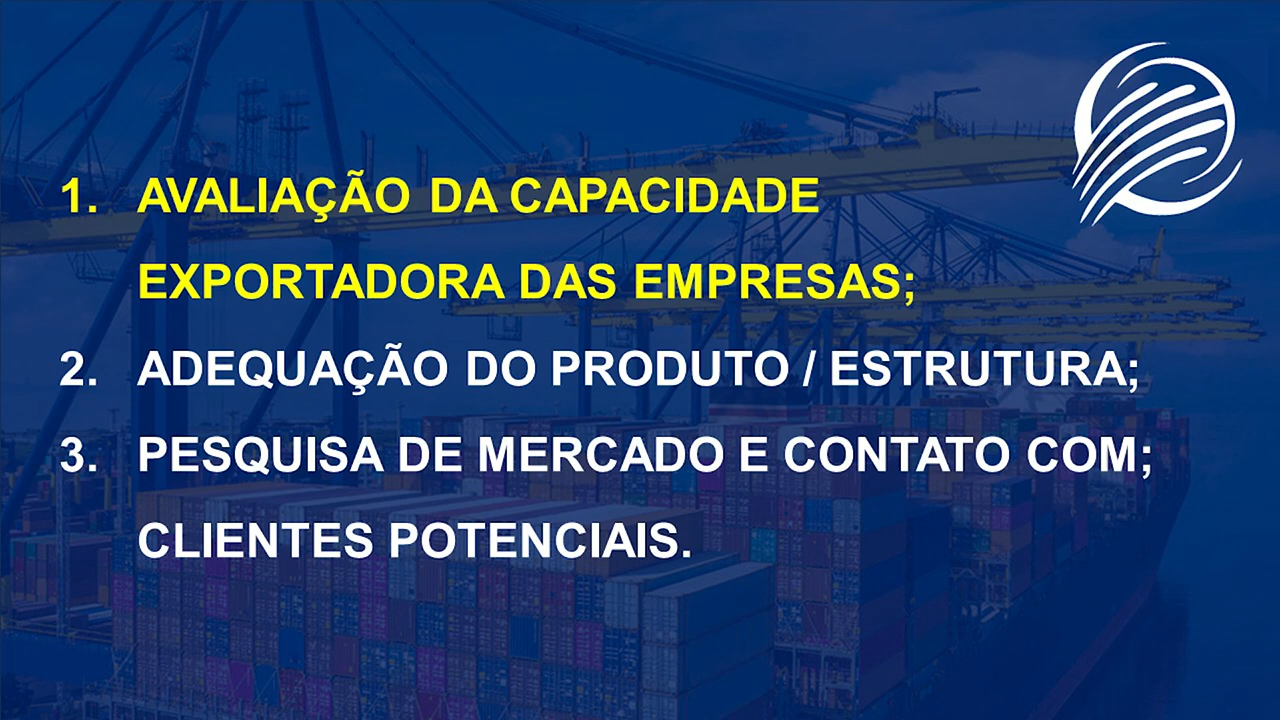 1. AVALIAÇÃO DA CAPACIDADE
EXPORTADORA DAS EMPRESAS;
2. ADEQUAÇÃO DO PRODUTO / ESTRUTURA;
3. PESQUISA DE MERCADO E CONTATO COM;
CLIENTES POTENCIAIS.